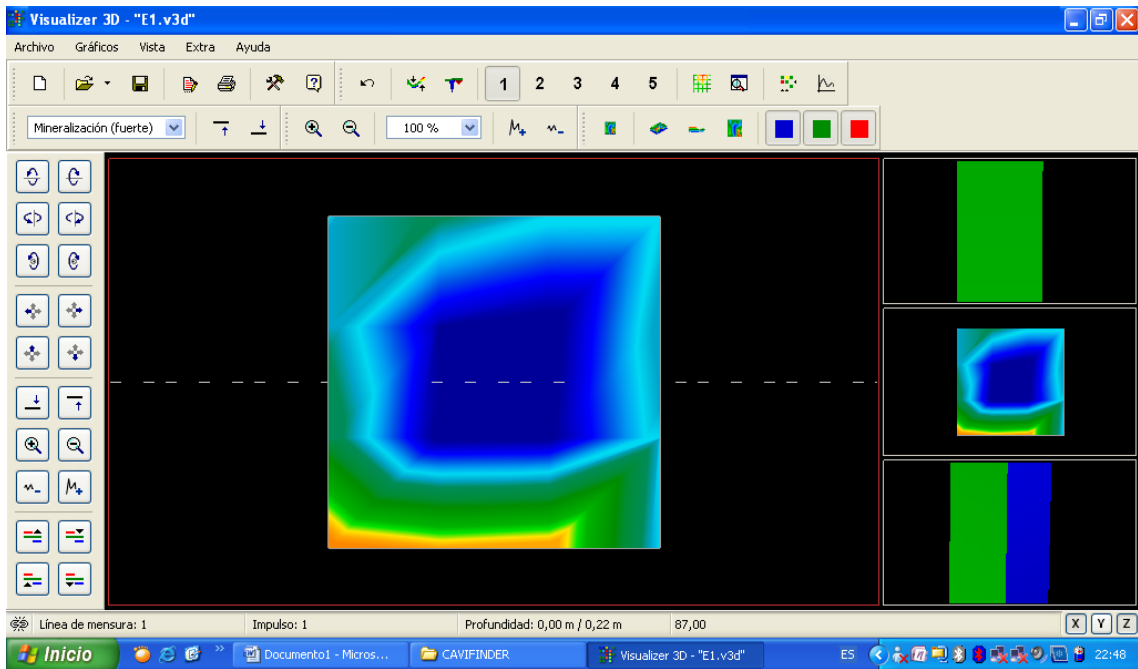 Visualizer 3D - "E1.v3d"
Archivo Gráficos Vista Extra Ayuda
1 2 3 4 5
Mineralización (fuerte) 100 %
Línea de mensura: 1 Impulso: 1 Profundidad: 0,00 m / 0,22 m 87,00 X Y Z
Inicio Documento1 - Micros... CAVIFINDER Visualizer 3D - "E1.v3d" ES 22:48